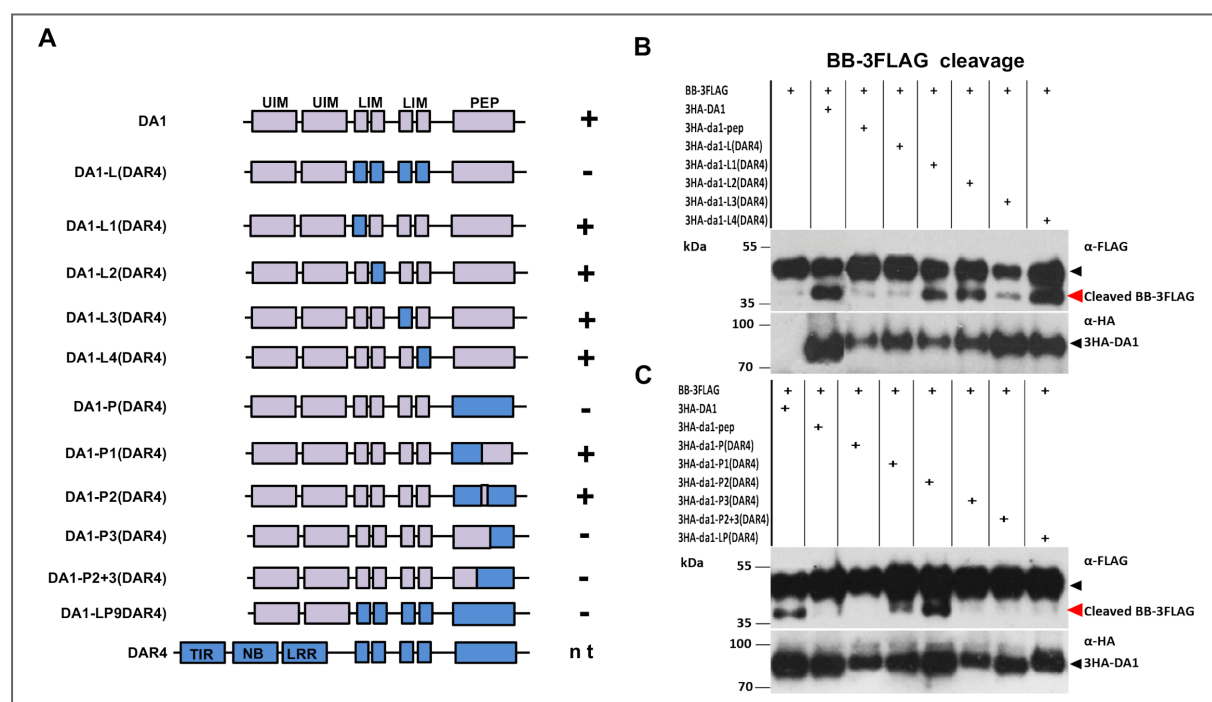 A
UIM UIM LIM LIM PEP
DA1 +
DA1-L(DAR4) -
DA1-L1(DAR4) +
DA1-L2(DAR4) +
DA1-L3(DAR4) +
DA1-L4(DAR4) +
DA1-P(DAR4) -
DA1-P1(DAR4) +
DA1-P2(DAR4) +
DA1-P3(DAR4) -
DA1-P2+3(DAR4) -
DA1-LP9DAR4) -
DAR4 TIR NB LRR n t
B
BB-3FLAG cleavage
BB-3FLAG + + + + + + + +
3HA-DA1 +
3HA-da1-pep +
3HA-da1-L(DAR4) +
3HA-da1-L1(DAR4) +
3HA-da1-L2(DAR4) +
3HA-da1-L3(DAR4) +
3HA-da1-L4(DAR4) +
kDa 55 α-FLAG
35 Cleaved BB-3FLAG
100 α-HA
3HA-DA1
70
C
BB-3FLAG + + + + + + + +
3HA-DA1 +
3HA-da1-pep +
3HA-da1-P(DAR4) +
3HA-da1-P1(DAR4) +
3HA-da1-P2(DAR4) +
3HA-da1-P3(DAR4) +
3HA-da1-P2+3(DAR4) +
3HA-da1-LP(DAR4) +
kDa 55 α-FLAG
Cleaved BB-3FLAG
35
100 α-HA
3HA-DA1
70